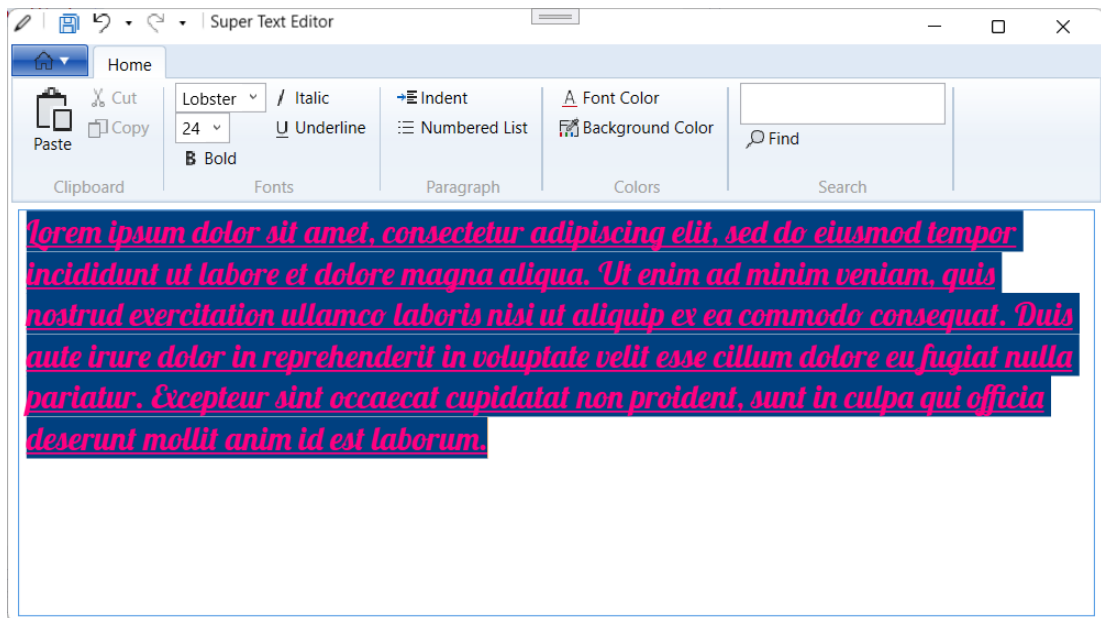 Super Text Editor
Home
Paste
Cut
Copy
Clipboard
Lobster
24
B Bold
I Italic
U Underline
Fonts
Indent
Numbered List
Paragraph
A Font Color
Background Color
Colors
Find
Search
Lorem ipsum dolor sit amet, consectetur adipiscing elit, sed do eiusmod tempor
incididunt ut labore et dolore magna aliqua. Ut enim ad minim veniam, quis
nostrud exercitation ullamco laboris nisi ut aliquip ex ea commodo consequat. Duis
aute irure dolor in reprehenderit in voluptate velit esse cillum dolore eu fugiat nulla
pariatur. Excepteur sint occaecat cupidatat non proident, sunt in culpa qui officia
deserunt mollit anim id est laborum.